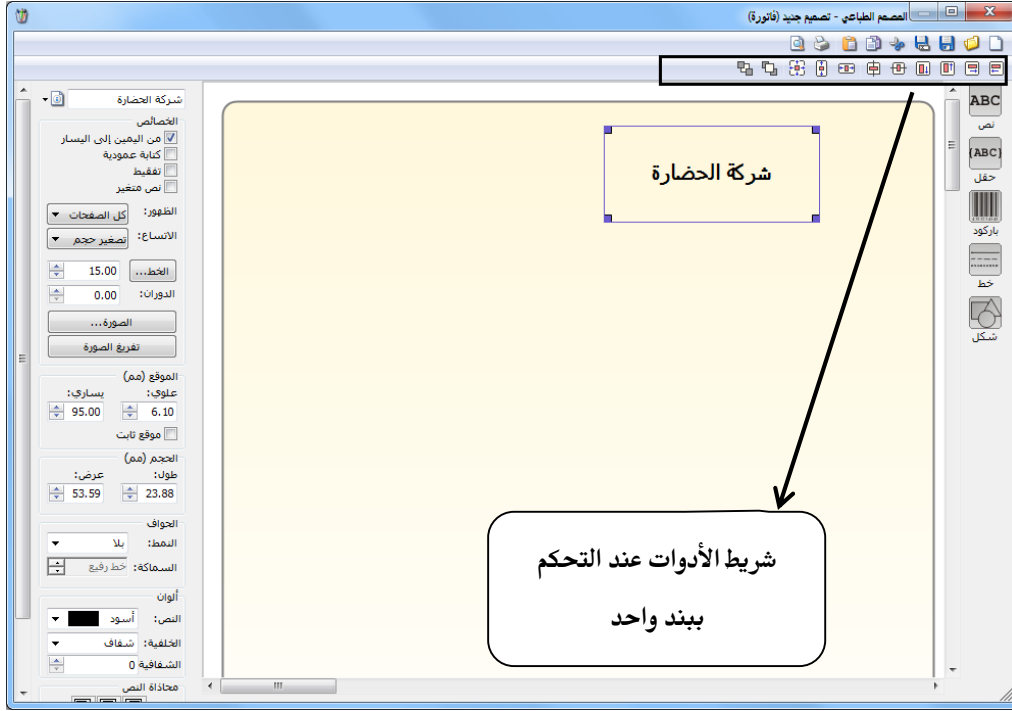 المصمم الطباعي - تصميم جديد (فاتورة)
ABC
نص
{ABC}
حقل
باركود
خط
شكل
شركة الحضارة
شريط الأدوات عند التحكم
ببند واحد
شركة الحضارة
الخصائص
من اليمين إلى اليسار
كتابة عمودية
تفقيط
نص متغير
الظهور: كل الصفحات
الاتساع: تصغير حجم
الخط... 15.00
الدوران: 0.00
الصورة...
تفريغ الصورة
الموقع (مم)
علوي: يساري:
6.10 95.00
موقع ثابت
الحجم (مم)
طول: عرض:
23.88 53.59
الحواف
النمط: بلا
السماكة: خط رفيع
ألوان
النص: أسود
الخلفية: شفاف
الشفافية 0
محاذاة النص